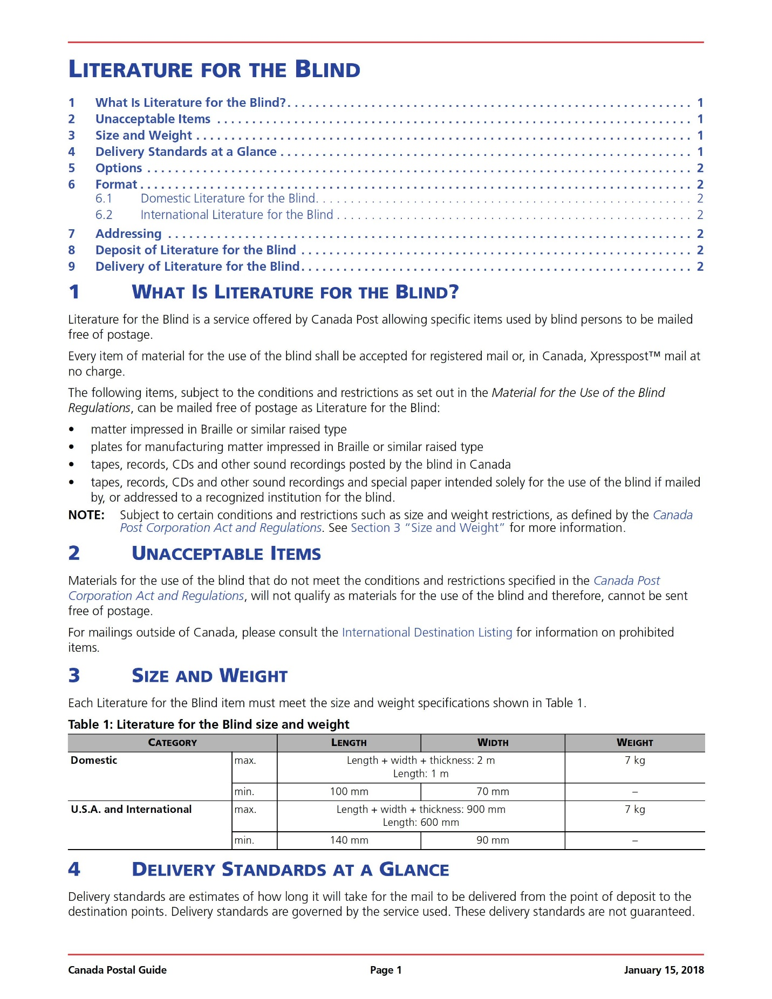 LITERATURE FOR THE BLIND
1 What Is Literature for the Blind? . . . . . . . . . . 1
2 Unacceptable Items . . . . . . . . . . 1
3 Size and Weight . . . . . . . . . . 1
4 Delivery Standards at a Glance . . . . . . . . . . 1
5 Options . . . . . . . . . . 2
6 Format . . . . . . . . . . 2
6.1 Domestic Literature for the Blind . . . . . . . . . . 2
6.2 International Literature for the Blind . . . . . . . . . . 2
7 Addressing . . . . . . . . . . 2
8 Deposit of Literature for the Blind . . . . . . . . . . 2
9 Delivery of Literature for the Blind . . . . . . . . . . 2
1 WHAT IS LITERATURE FOR THE BLIND?
Literature for the Blind is a service offered by Canada Post allowing specific items used by blind persons to be mailed
free of postage.
Every item of material for the use of the blind shall be accepted for registered mail or, in Canada, Xpresspost™ mail at
no charge.
The following items, subject to the conditions and restrictions as set out in the Material for the Use of the Blind
Regulations, can be mailed free of postage as Literature for the Blind:
• matter impressed in Braille or similar raised type
• plates for manufacturing matter impressed in Braille or similar raised type
• tapes, records, CDs and other sound recordings posted by the blind in Canada
• tapes, records, CDs and other sound recordings and special paper intended solely for the use of the blind if mailed
by, or addressed to a recognized institution for the blind.
NOTE: Subject to certain conditions and restrictions such as size and weight restrictions, as defined by the Canada
Post Corporation Act and Regulations. See Section 3 “Size and Weight” for more information.
2 UNACCEPTABLE ITEMS
Materials for the use of the blind that do not meet the conditions and restrictions specified in the Canada Post
Corporation Act and Regulations, will not qualify as materials for the use of the blind and therefore, cannot be sent
free of postage.
For mailings outside of Canada, please consult the International Destination Listing for information on prohibited
items.
3 SIZE AND WEIGHT
Each Literature for the Blind item must meet the size and weight specifications shown in Table 1.
Table 1: Literature for the Blind size and weight
CATEGORY LENGTH WIDTH WEIGHT
Domestic max. Length + width + thickness: 2 m 7 kg
Length: 1 m
min. 100 mm 70 mm –
U.S.A. and International max. Length + width + thickness: 900 mm 7 kg
Length: 600 mm
min. 140 mm 90 mm –
4 DELIVERY STANDARDS AT A GLANCE
Delivery standards are estimates of how long it will take for the mail to be delivered from the point of deposit to the
destination points. Delivery standards are governed by the service used. These delivery standards are not guaranteed.
Canada Postal Guide Page 1 January 15, 2018